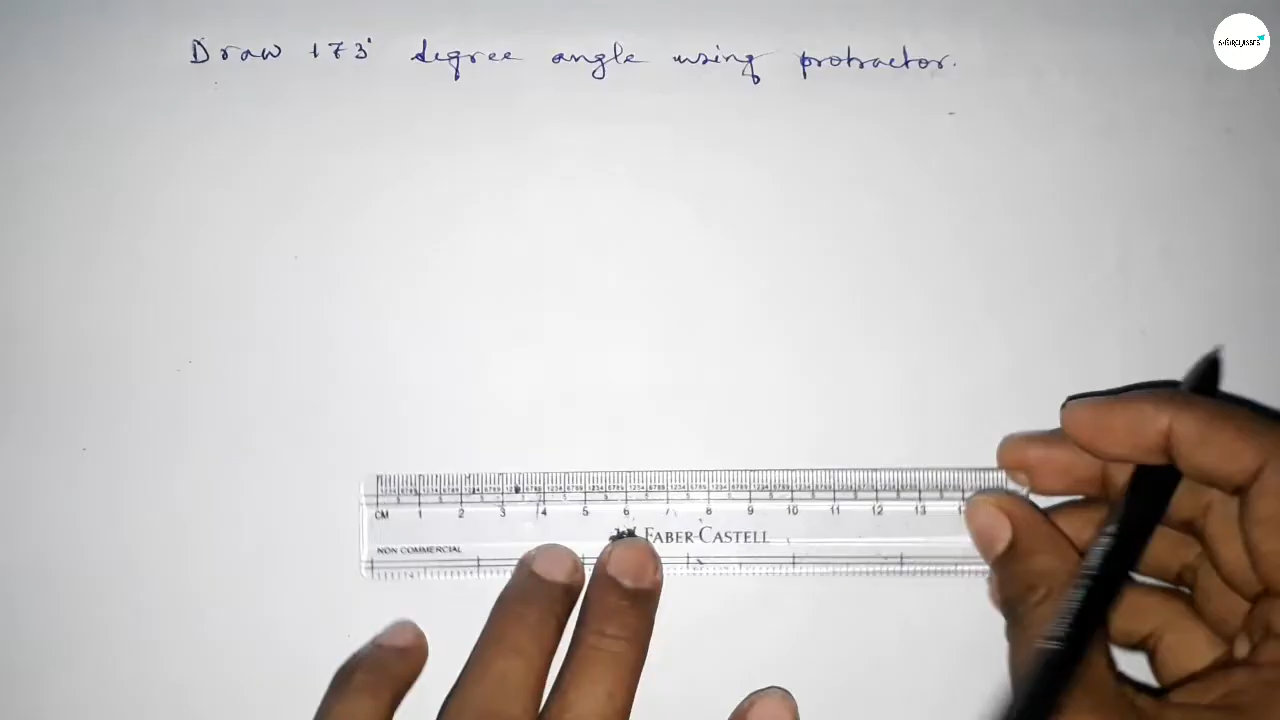 Draw 173° degree angle using protractor.
CM 1 2 3 4 5 6 7 8 9 10 11 12 13
FABER-CASTELL
NON COMMERCIAL